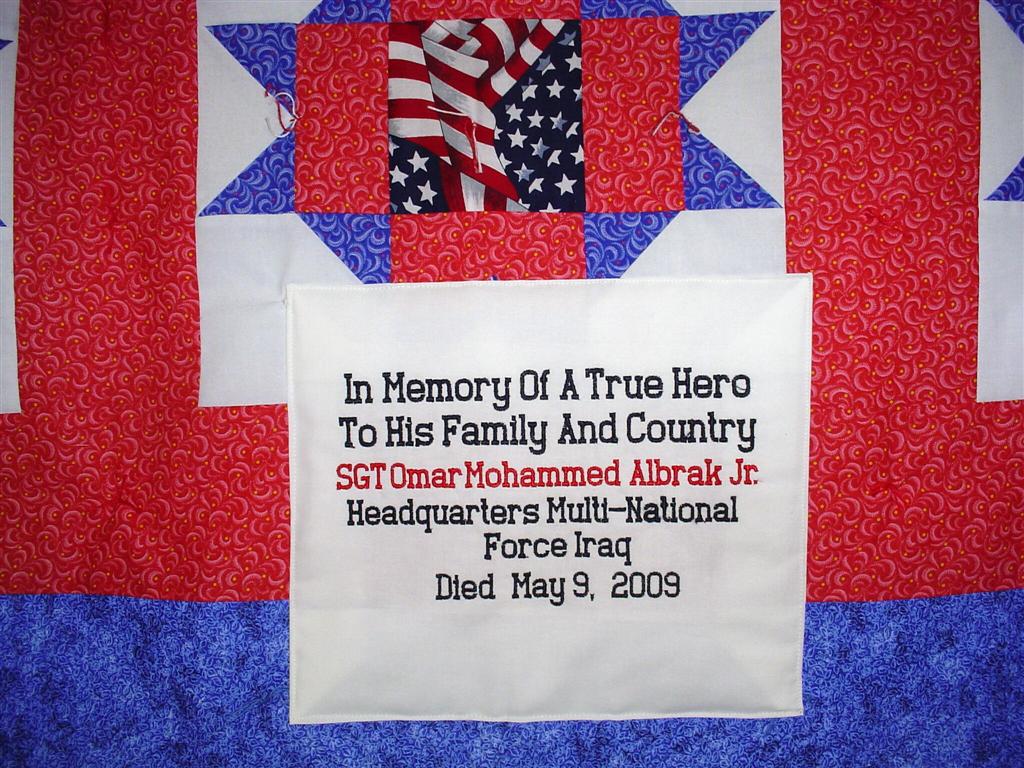 In Memory Of A True Hero
To His Family And Country
SGT Omar Mohammed Albrak Jr.
Headquarters Multi-National
Force Iraq
Died May 9, 2009